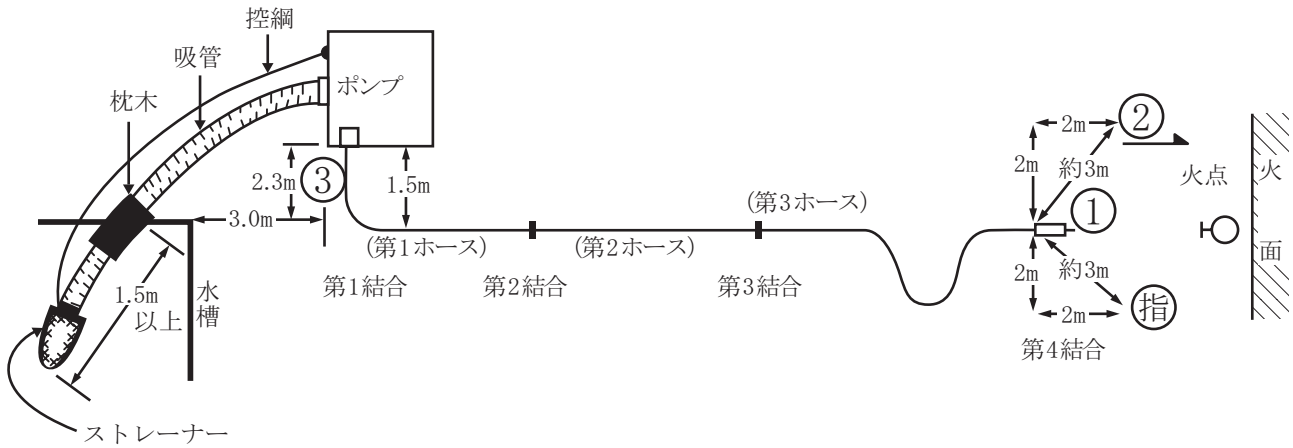 控綱
吸管
枕木
ポンプ
2.3m
③
1.5m
3.0m
1.5m
以上
水槽
ストレーナー
(第1ホース)
(第2ホース)
(第3ホース)
第1結合
第2結合
第3結合
第4結合
2m
②
2m
約3m
①
2m
約3m
2m
指
火点
火面